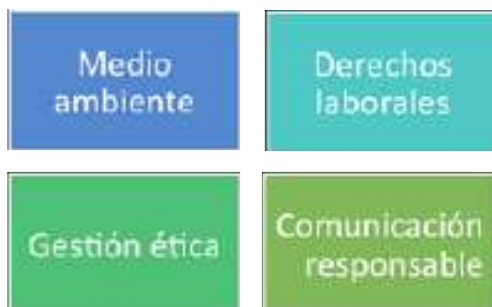 Medio
ambiente
Derechos
laborales
Gestión ética
Comunicación
responsable